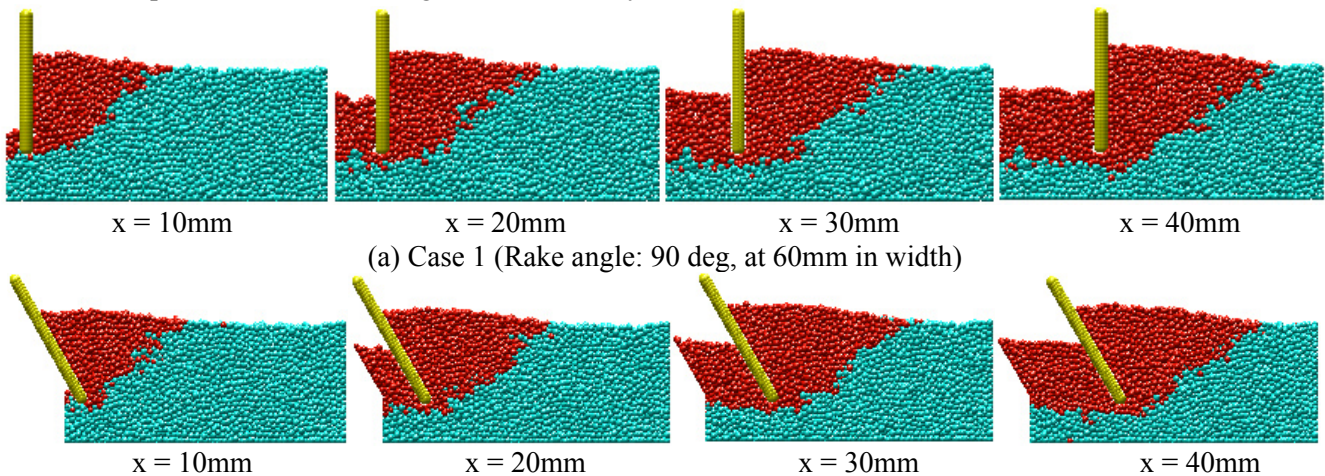 x = 10mm x = 20mm x = 30mm x = 40mm
(a) Case 1 (Rake angle: 90 deg, at 60mm in width)
x = 10mm x = 20mm x = 30mm x = 40mm